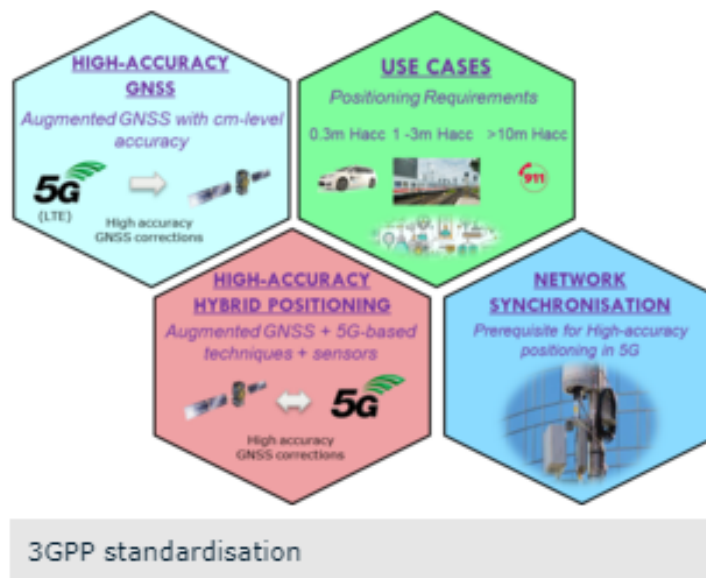 HIGH-ACCURACY
GNSS
Augmented GNSS with cm-level
accuracy
5G
(LTE)
High accuracy
GNSS corrections
USE CASES
Positioning Requirements
0.3m Hacc 1 -3m Hacc >10m Hacc
911
HIGH-ACCURACY
HYBRID POSITIONING
Augmented GNSS + 5G-based
techniques + sensors
5G
High accuracy
GNSS corrections
NETWORK
SYNCHRONISATION
Prerequisite for High-accuracy
positioning in 5G
3GPP standardisation